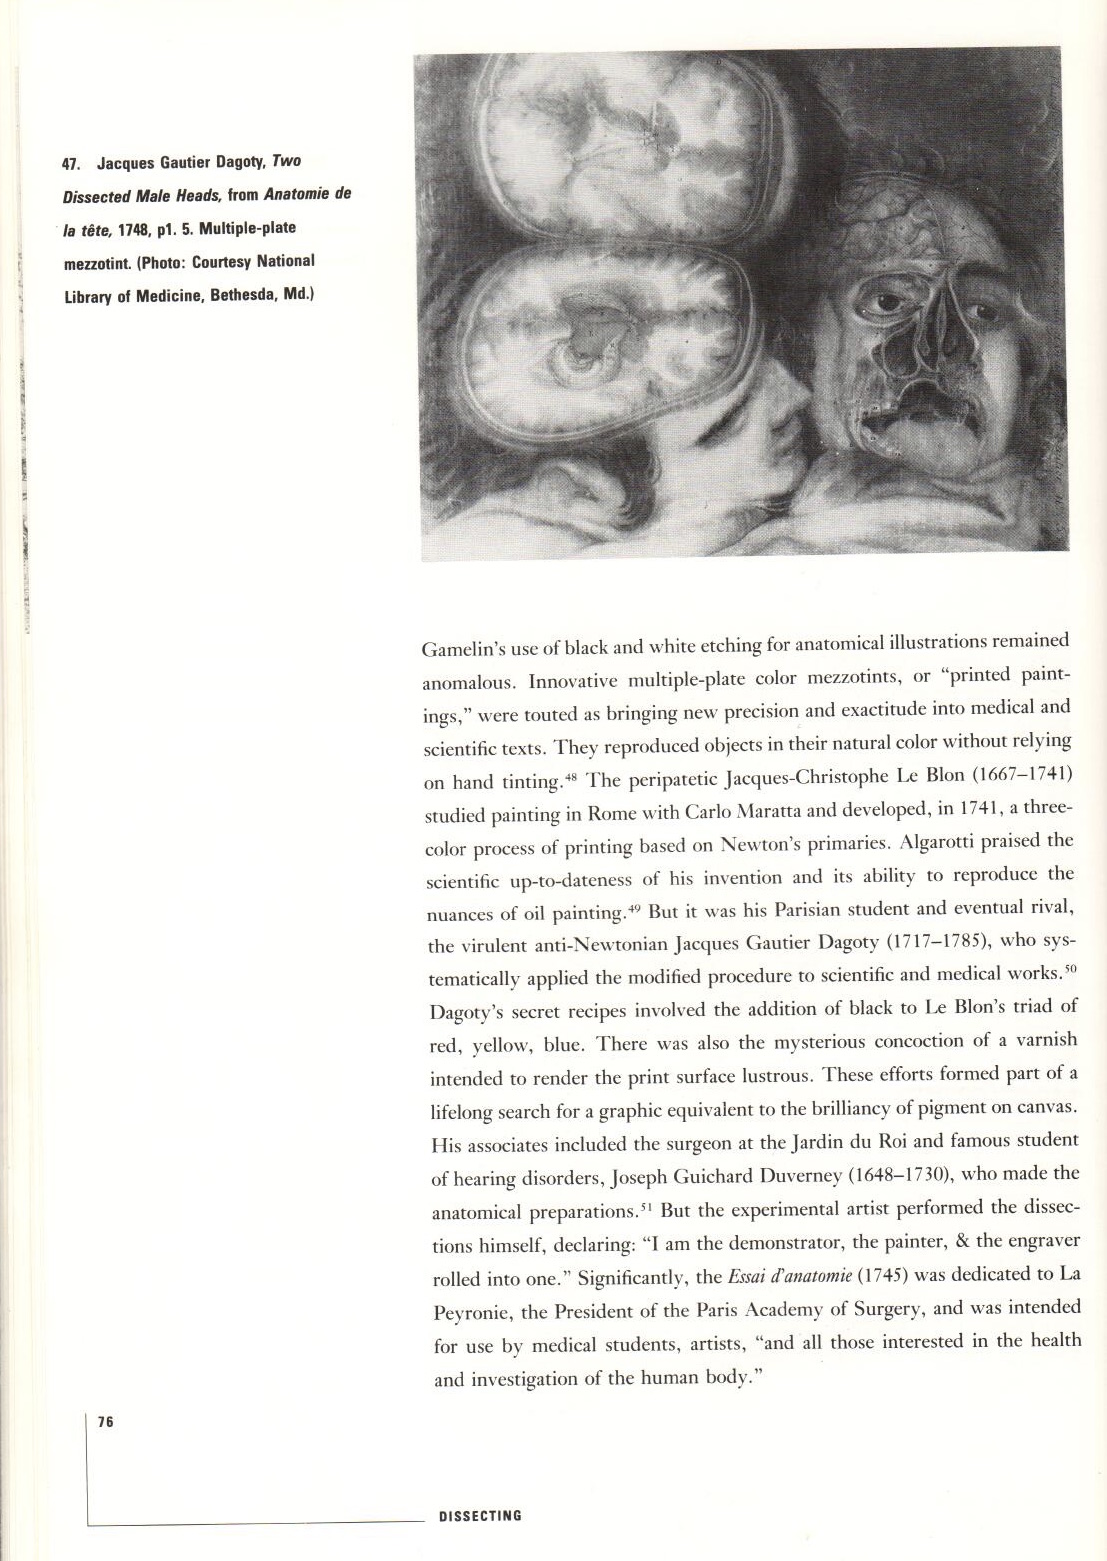 47. Jacques Gautier Dagoty, Two
Dissected Male Heads, from Anatomie de
la tête, 1748, p1. 5. Multiple-plate
mezzotint. (Photo: Courtesy National
Library of Medicine, Bethesda, Md.)
Gamelin's use of black and white etching for anatomical illustrations remained
anomalous. Innovative multiple-plate color mezzotints, or “printed paint-
ings,” were touted as bringing new precision and exactitude into medical and
scientific texts. They reproduced objects in their natural color without relying
on hand tinting.⁴⁸ The peripatetic Jacques-Christophe Le Blon (1667–1741)
studied painting in Rome with Carlo Maratta and developed, in 1741, a three-
color process of printing based on Newton's primaries. Algarotti praised the
scientific up-to-dateness of his invention and its ability to reproduce the
nuances of oil painting.⁴⁹ But it was his Parisian student and eventual rival,
the virulent anti-Newtonian Jacques Gautier Dagoty (1717–1785), who sys-
tematically applied the modified procedure to scientific and medical works.⁵⁰
Dagoty's secret recipes involved the addition of black to Le Blon's triad of
red, yellow, blue. There was also the mysterious concoction of a varnish
intended to render the print surface lustrous. These efforts formed part of a
lifelong search for a graphic equivalent to the brilliancy of pigment on canvas.
His associates included the surgeon at the Jardin du Roi and famous student
of hearing disorders, Joseph Guichard Duverney (1648–1730), who made the
anatomical preparations.⁵¹ But the experimental artist performed the dissec-
tions himself, declaring: “I am the demonstrator, the painter, & the engraver
rolled into one.” Significantly, the Essai d'anatomie (1745) was dedicated to La
Peyronie, the President of the Paris Academy of Surgery, and was intended
for use by medical students, artists, “and all those interested in the health
and investigation of the human body.”
76
DISSECTING